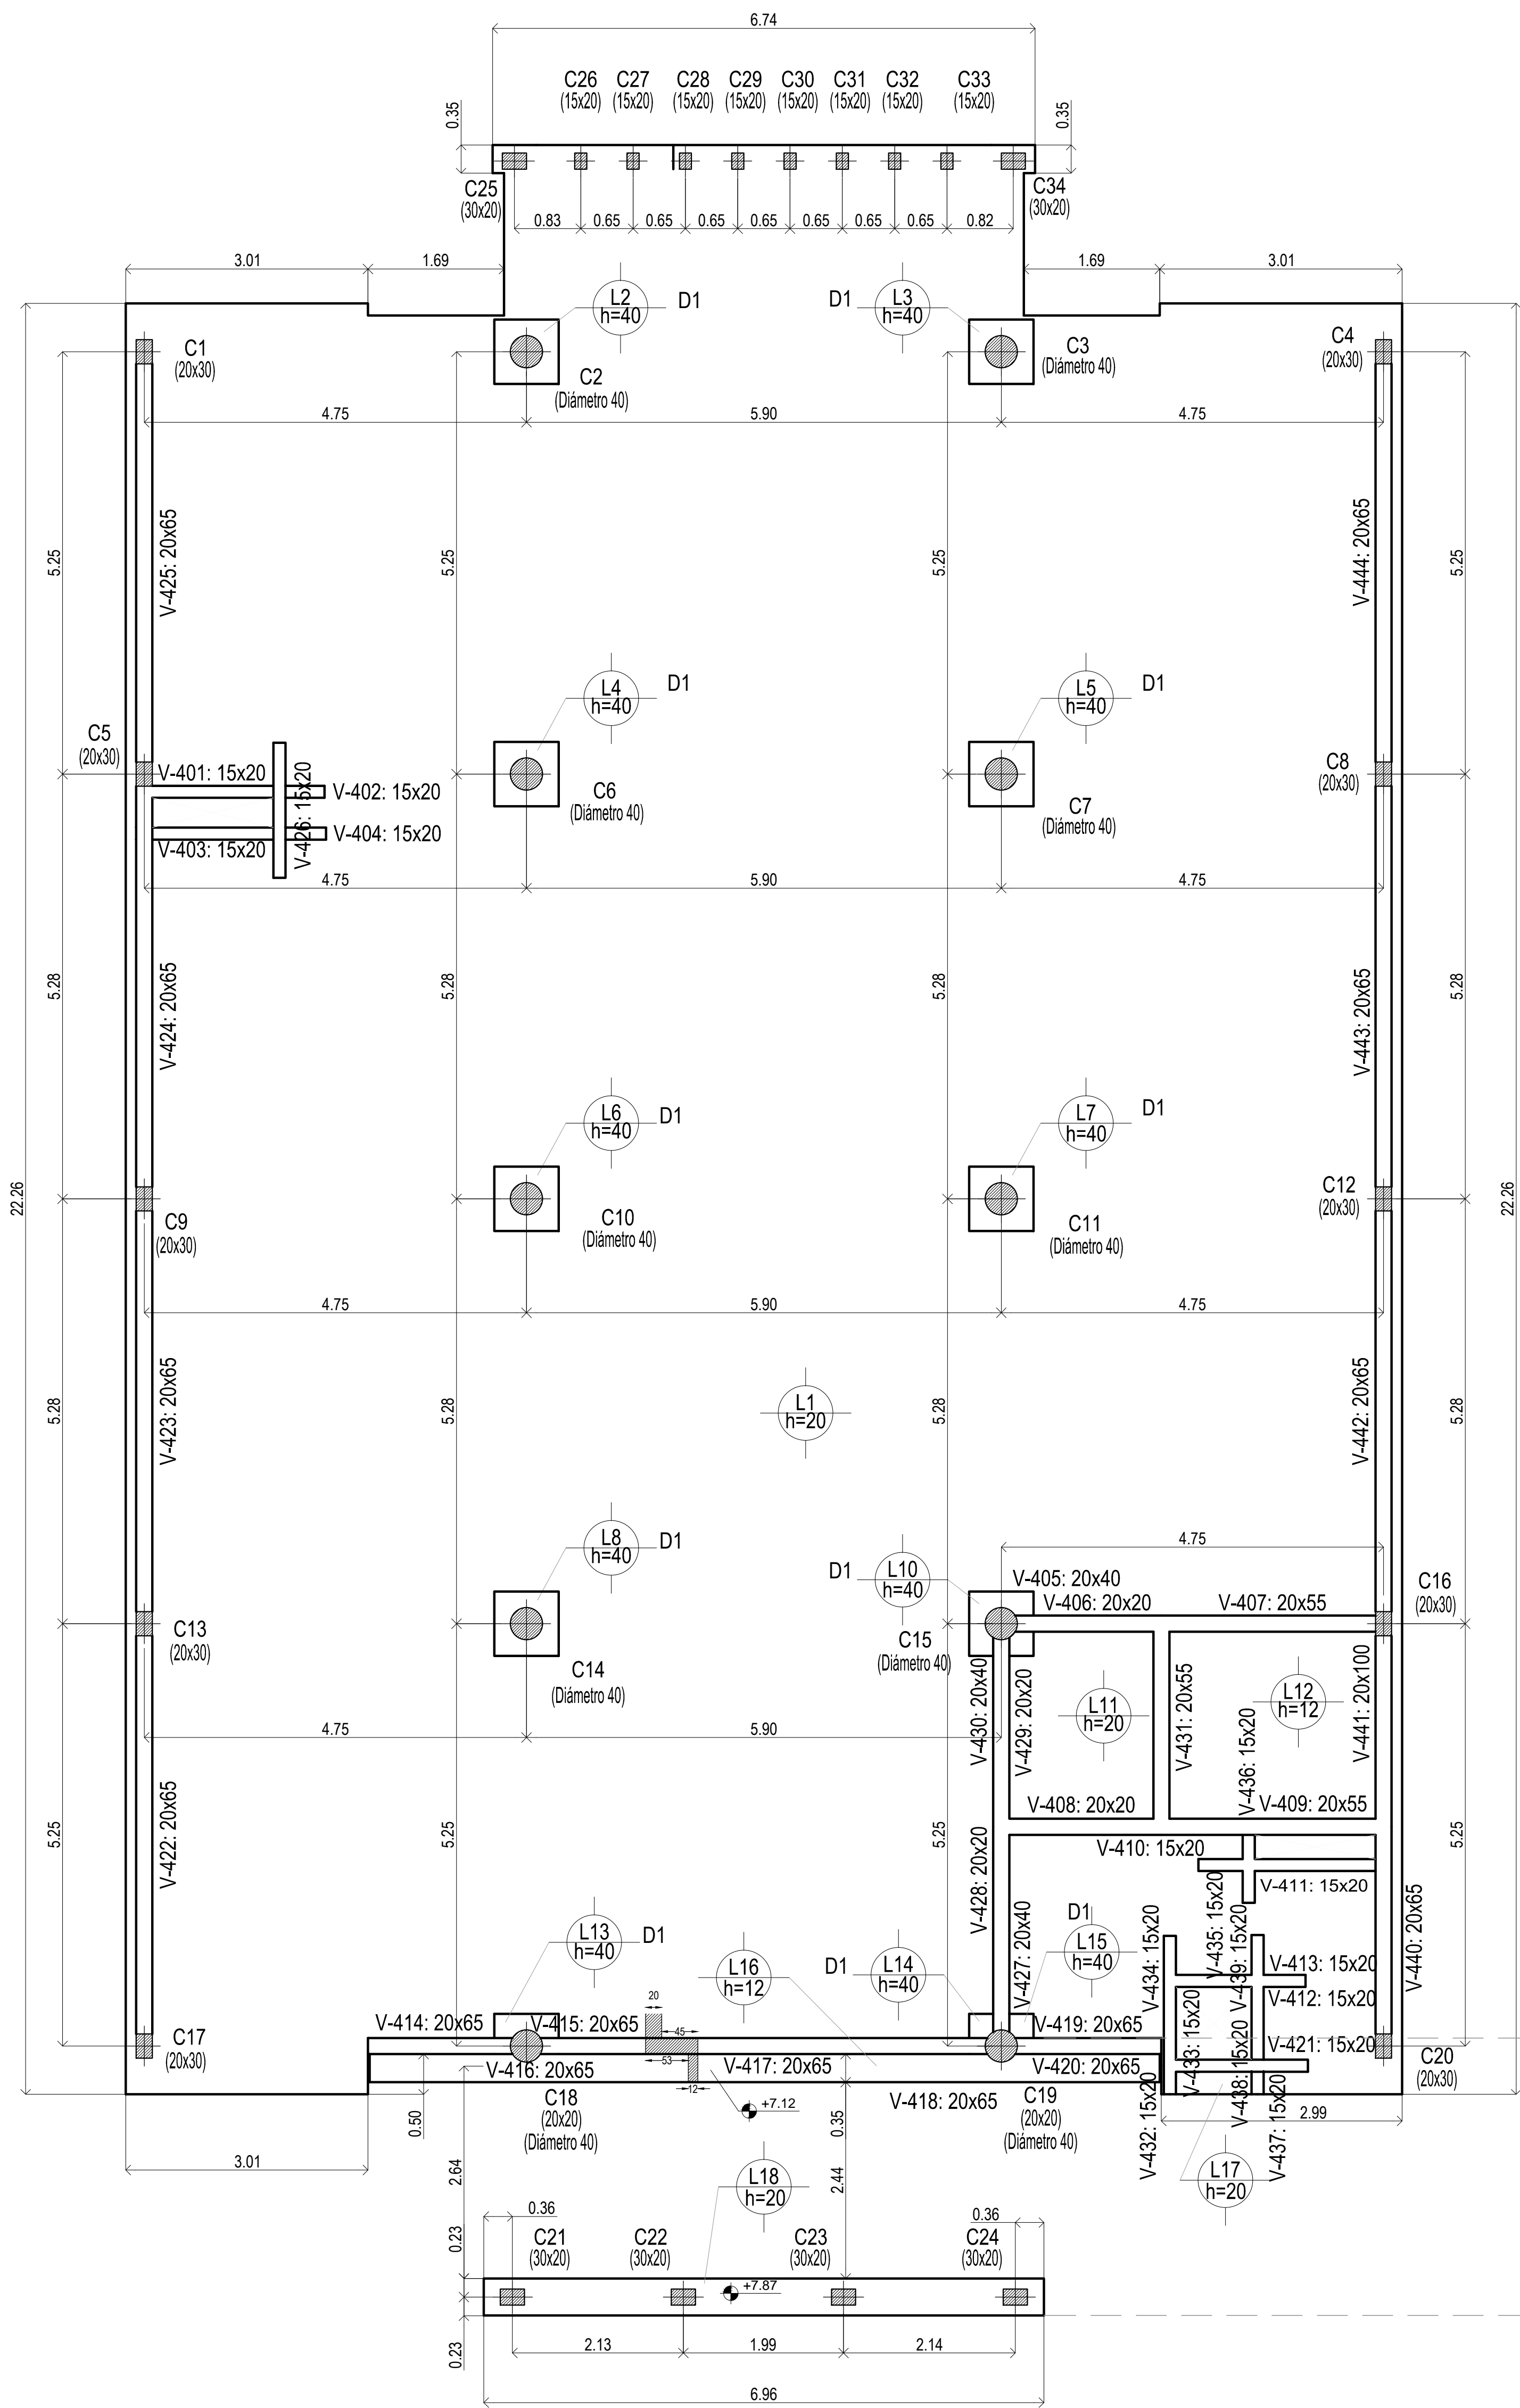 6.74
C26 C27 C28 C29 C30 C31 C32 C33
(15x20) (15x20) (15x20) (15x20) (15x20) (15x20) (15x20) (15x20)
0.35
0.35
C25
(30x20)
C34
(30x20)
0.83 0.65 0.65 0.65 0.65 0.65 0.65 0.65 0.82
3.01 1.69 1.69 3.01
L2
h=40
D1
D1
L3
h=40
C1
(20x30)
C2
(Diámetro 40)
C3
(Diámetro 40)
C4
(20x30)
4.75 5.90 4.75
5.25
V-425: 20x65
5.25
5.25
V-444: 20x65
5.25
L4
h=40
D1
L5
h=40
D1
C5
(20x30)
V-401: 15x20
V-402: 15x20
V-403: 15x20
V-404: 15x20
V-426: 15x20
C6
(Diámetro 40)
C7
(Diámetro 40)
C8
(20x30)
4.75 5.90 4.75
5.28
V-424: 20x65
5.28
5.28
V-443: 20x65
5.28
L6
h=40
D1
L7
h=40
D1
22.26
22.26
C9
(20x30)
C10
(Diámetro 40)
C11
(Diámetro 40)
C12
(20x30)
4.75 5.90 4.75
L1
h=20
5.28
V-423: 20x65
5.28
5.28
V-442: 20x65
5.28
L8
h=40
D1
D1
L10
h=40
4.75
V-405: 20x40
V-406: 20x20
V-407: 20x55
C16
(20x30)
C13
(20x30)
C14
(Diámetro 40)
C15
(Diámetro 40)
4.75 5.90
V-430: 20x40
V-429: 20x20
L11
h=20
V-431: 20x55
L12
h=12
V-436: 15x20
V-441: 20x100
V-408: 20x20
V-409: 20x55
5.25
V-422: 20x65
5.25
5.25
5.25
V-428: 20x20
V-410: 15x20
V-411: 15x20
V-427: 20x40
V-434: 15x20
V-435: 15x20
V-439: 15x20
V-413: 15x20
V-412: 15x20
V-440: 20x65
L13
h=40
D1
L16
h=12
D1
L14
h=40
D1
L15
h=40
20
45
53
12
V-414: 20x65
V-415: 20x65
V-419: 20x65
V-421: 15x20
V-433: 15x20
V-438: 15x20
C17
(20x30)
V-416: 20x65
V-417: 20x65
V-420: 20x65
C20
(20x30)
V-418: 20x65
C18
(20x20)
(Diámetro 40)
+7.12
C19
(20x20)
(Diámetro 40)
V-432: 15x20
V-437: 15x20
2.99
0.50
0.35
3.01
2.64
2.44
L18
h=20
L17
h=20
0.36
0.36
0.23
C21
(30x20)
C22
(30x20)
C23
(30x20)
C24
(30x20)
+7.87
0.23
2.13 1.99 2.14
6.96